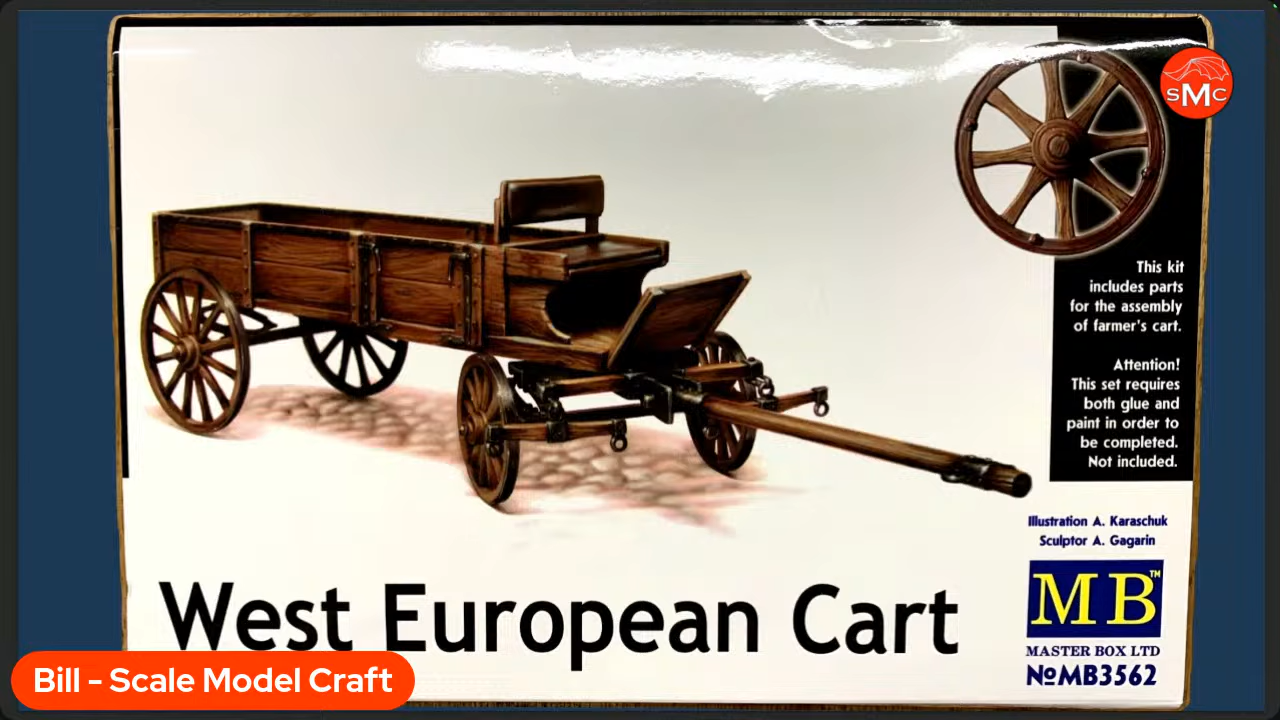 SMC
This kit
includes parts
for the assembly
of farmer's cart.
Attention!
This set requires
both glue and
paint in order to
be completed.
Not included.
Illustration A. Karaschuk
Sculptor A. Gagarin
MB™
MASTER BOX LTD
№MB3562
West European Cart
Bill - Scale Model Craft